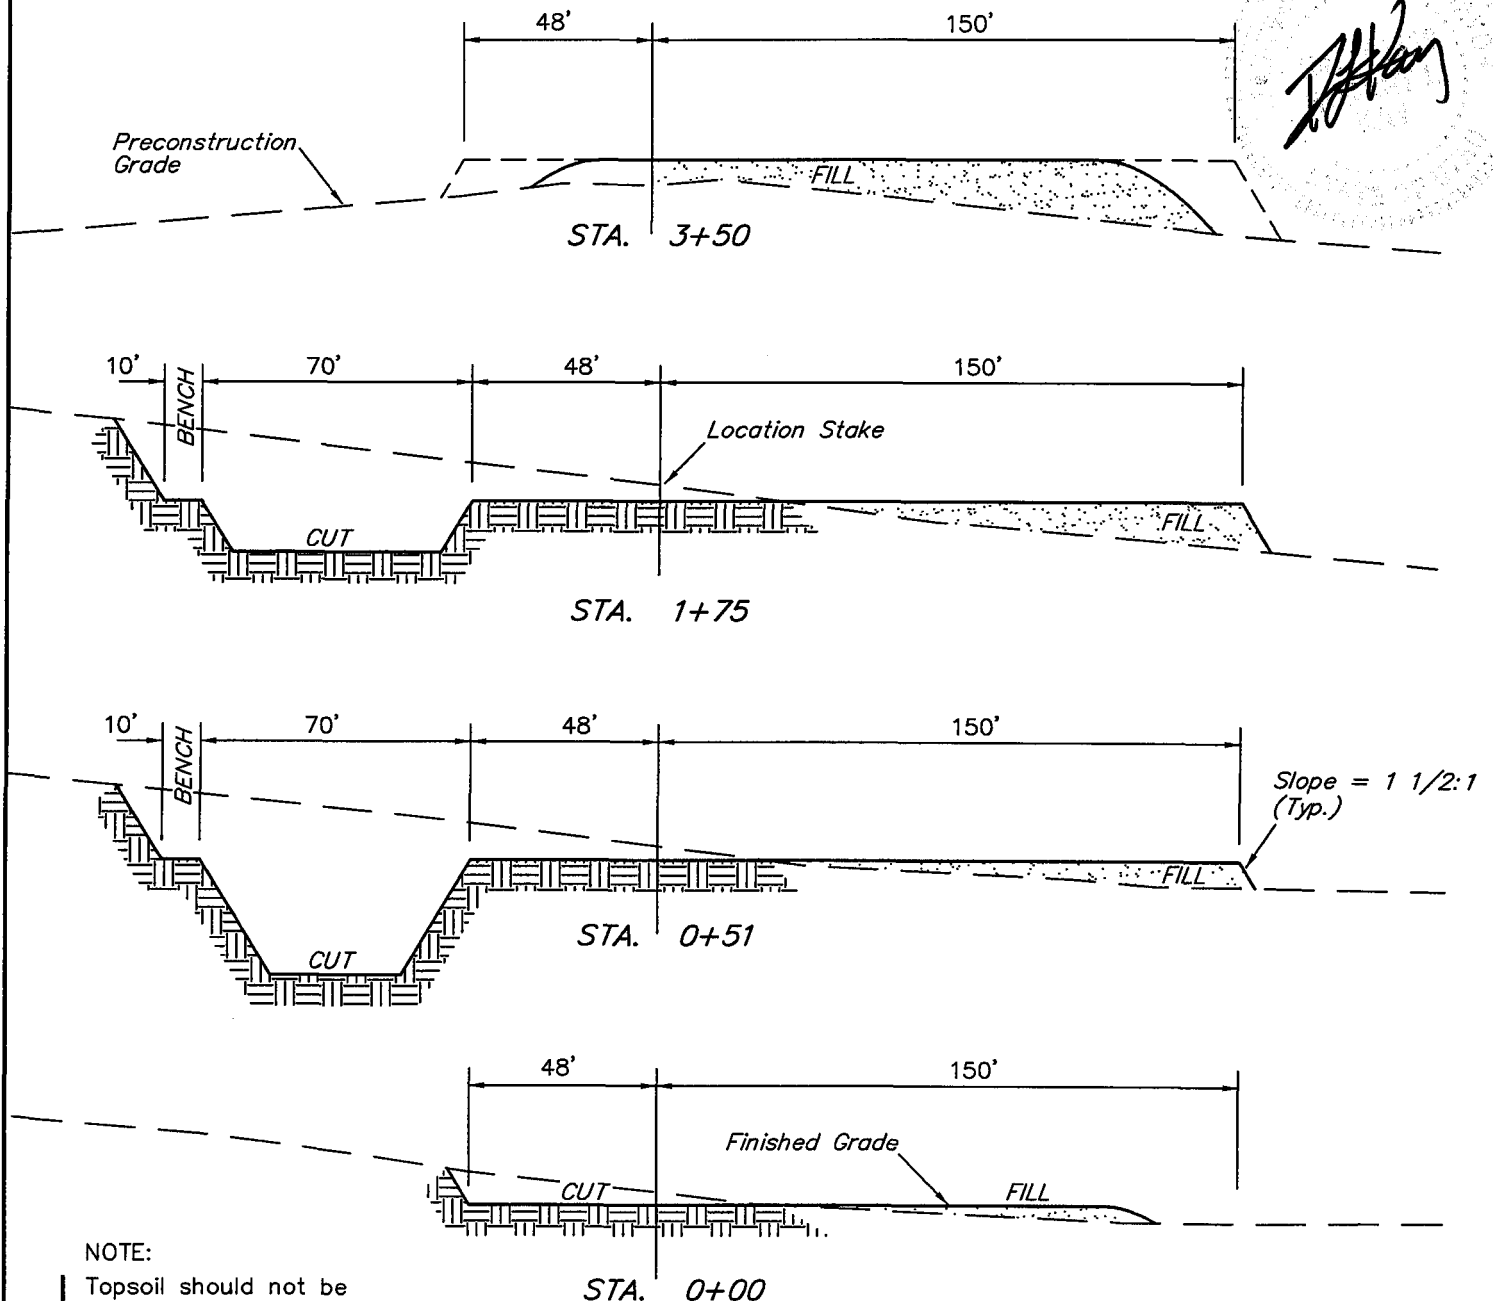 48' 150'
Preconstruction
Grade
FILL
STA. 3+50
10' BENCH 70' 48' 150'
Location Stake
CUT
FILL
STA. 1+75
10' BENCH 70' 48' 150'
Slope = 1 1/2:1
(Typ.)
FILL
STA. 0+51
CUT
48' 150'
Finished Grade
CUT
FILL
NOTE:
Topsoil should not be
STA. 0+00